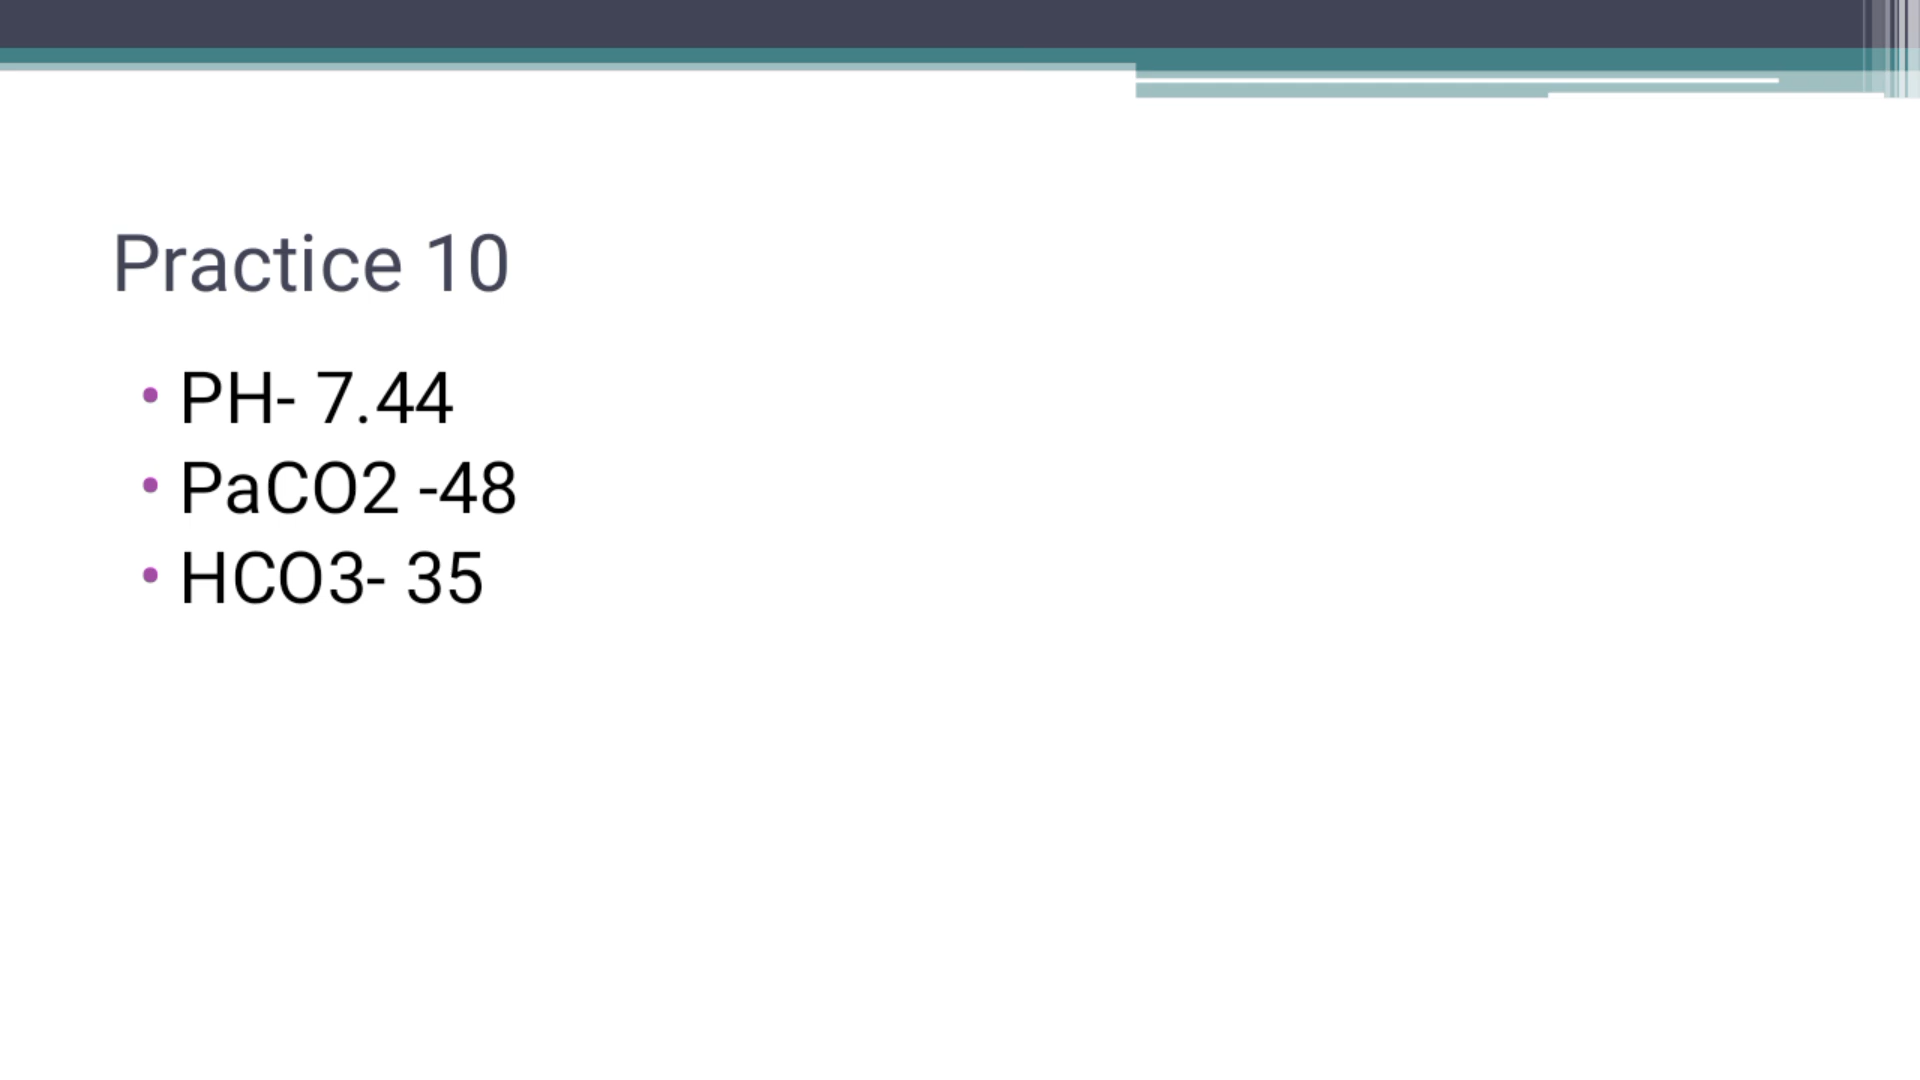 Practice 10
• PH- 7.44
• PaCO2 -48
• HCO3- 35